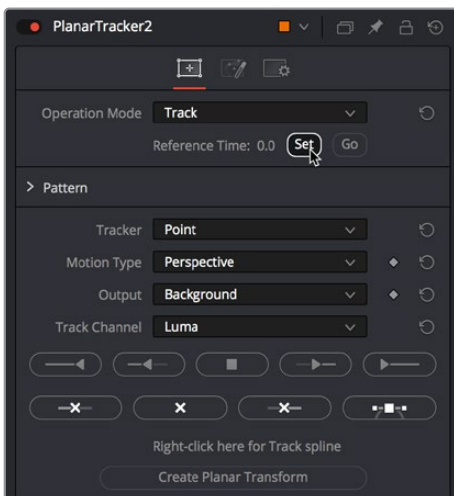 PlanarTracker2
Operation Mode Track
Reference Time: 0.0 Set Go
> Pattern
Tracker Point
Motion Type Perspective
Output Background
Track Channel Luma
Right-click here for Track spline
Create Planar Transform